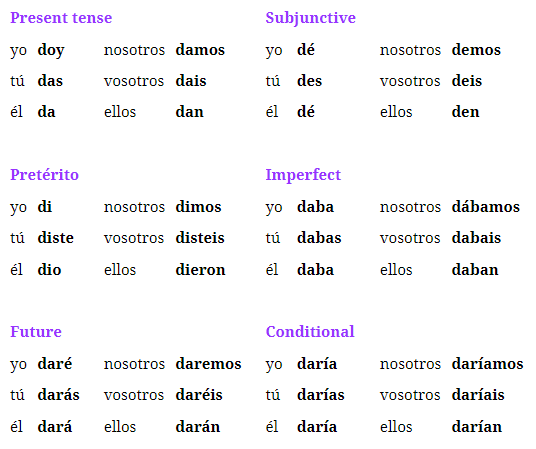 Present tense
yo doy nosotros damos
tú das vosotros dais
él da ellos dan
Subjunctive
yo dé nosotros demos
tú des vosotros deis
él dé ellos den
Pretérito
yo di nosotros dimos
tú diste vosotros disteis
él dio ellos dieron
Imperfect
yo daba nosotros dábamos
tú dabas vosotros dabais
él daba ellos daban
Future
yo daré nosotros daremos
tú darás vosotros daréis
él dará ellos darán
Conditional
yo daría nosotros daríamos
tú darías vosotros daríais
él daría ellos darían